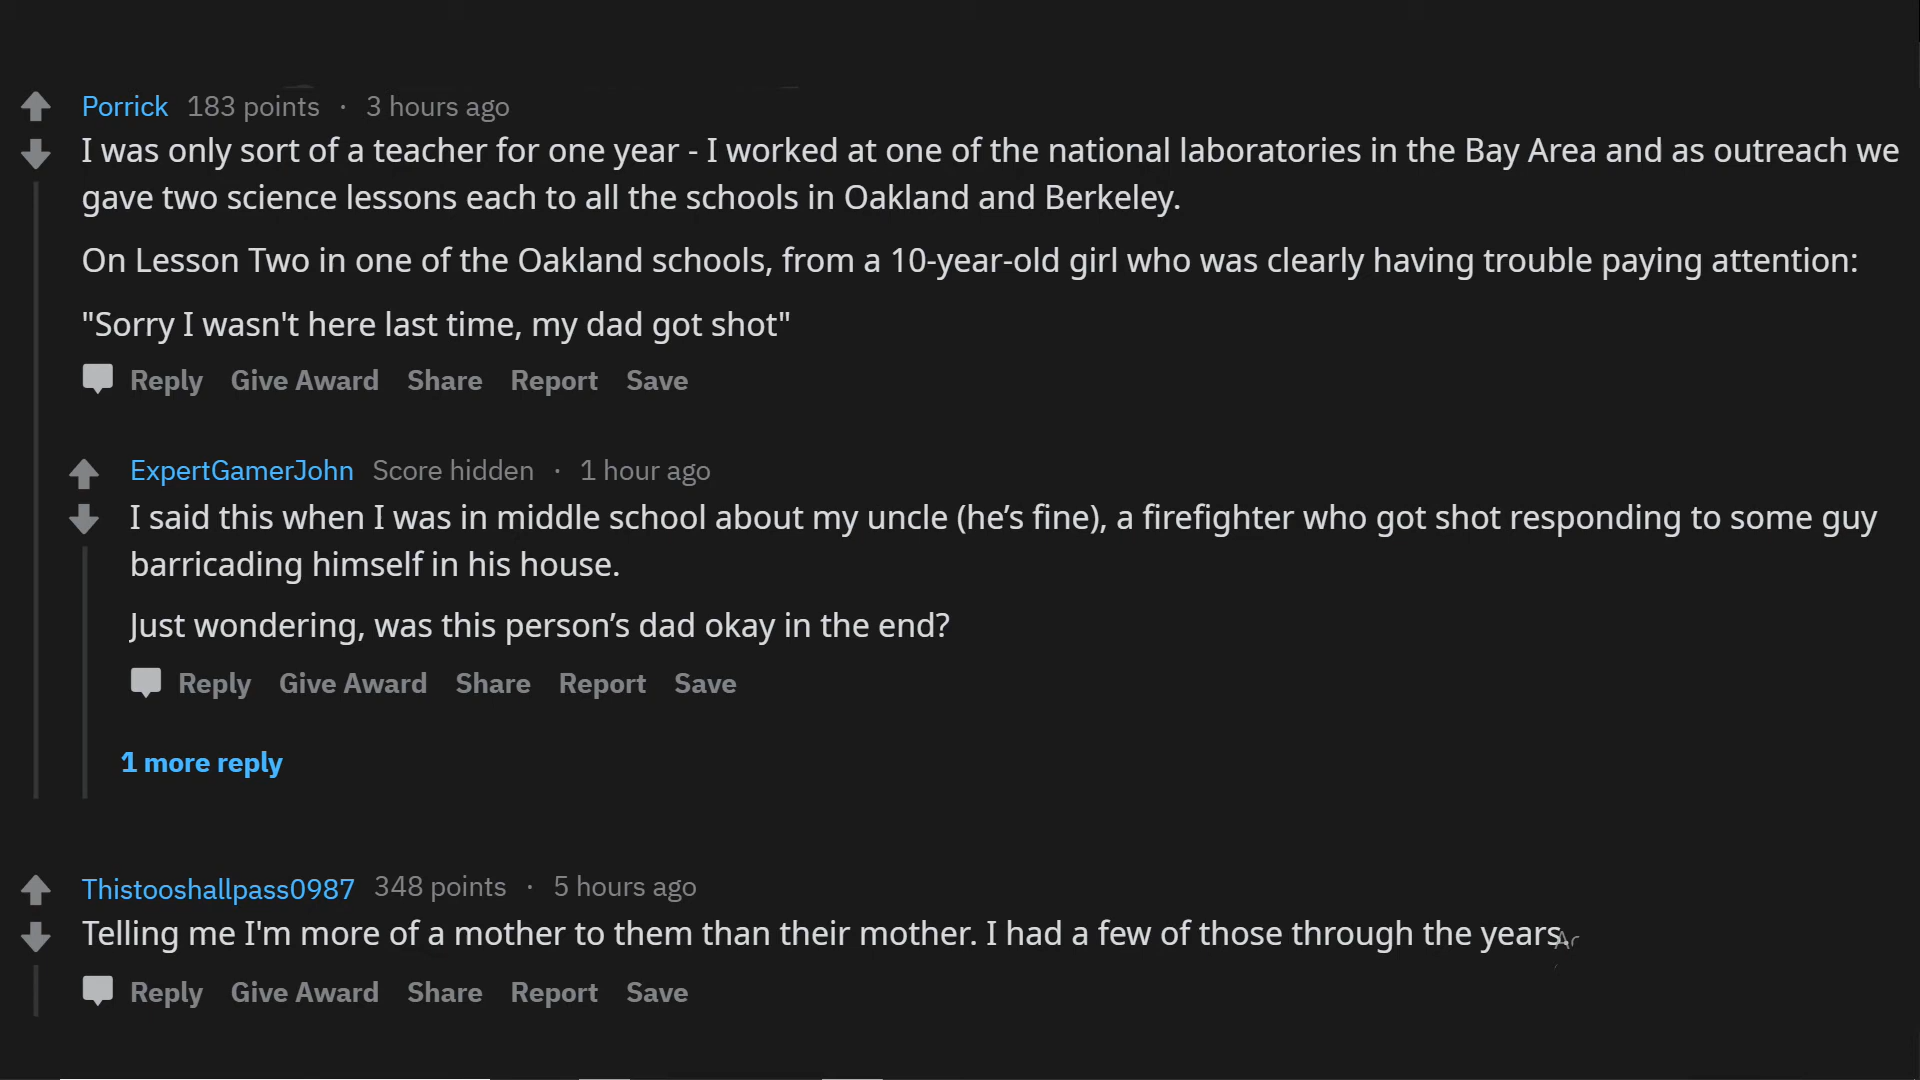 Porrick 183 points · 3 hours ago
I was only sort of a teacher for one year - I worked at one of the national laboratories in the Bay Area and as outreach we
gave two science lessons each to all the schools in Oakland and Berkeley.
On Lesson Two in one of the Oakland schools, from a 10-year-old girl who was clearly having trouble paying attention:
"Sorry I wasn't here last time, my dad got shot"
Reply Give Award Share Report Save
ExpertGamerJohn Score hidden · 1 hour ago
I said this when I was in middle school about my uncle (he’s fine), a firefighter who got shot responding to some guy
barricading himself in his house.
Just wondering, was this person’s dad okay in the end?
Reply Give Award Share Report Save
1 more reply
Thistooshallpass0987 348 points · 5 hours ago
Telling me I'm more of a mother to them than their mother. I had a few of those through the years.
Reply Give Award Share Report Save